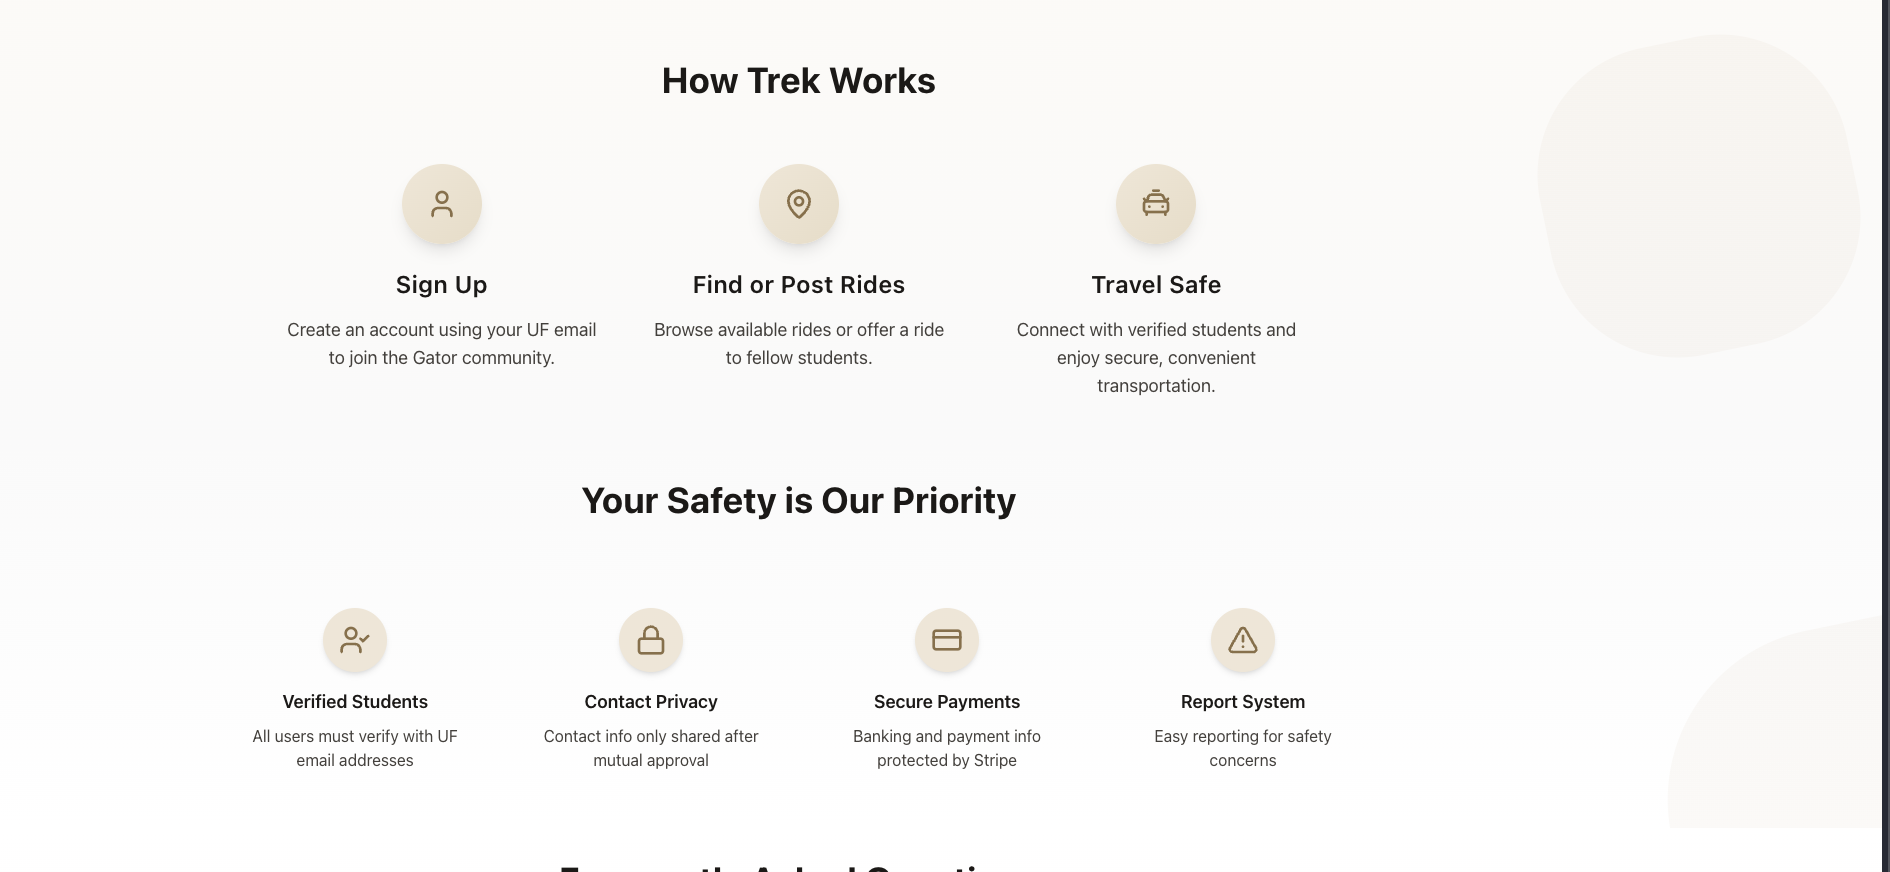 How Trek Works
Sign Up
Create an account using your UF email
to join the Gator community.
Find or Post Rides
Browse available rides or offer a ride
to fellow students.
Travel Safe
Connect with verified students and
enjoy secure, convenient
transportation.
Your Safety is Our Priority
Verified Students
All users must verify with UF
email addresses
Contact Privacy
Contact info only shared after
mutual approval
Secure Payments
Banking and payment info
protected by Stripe
Report System
Easy reporting for safety
concerns